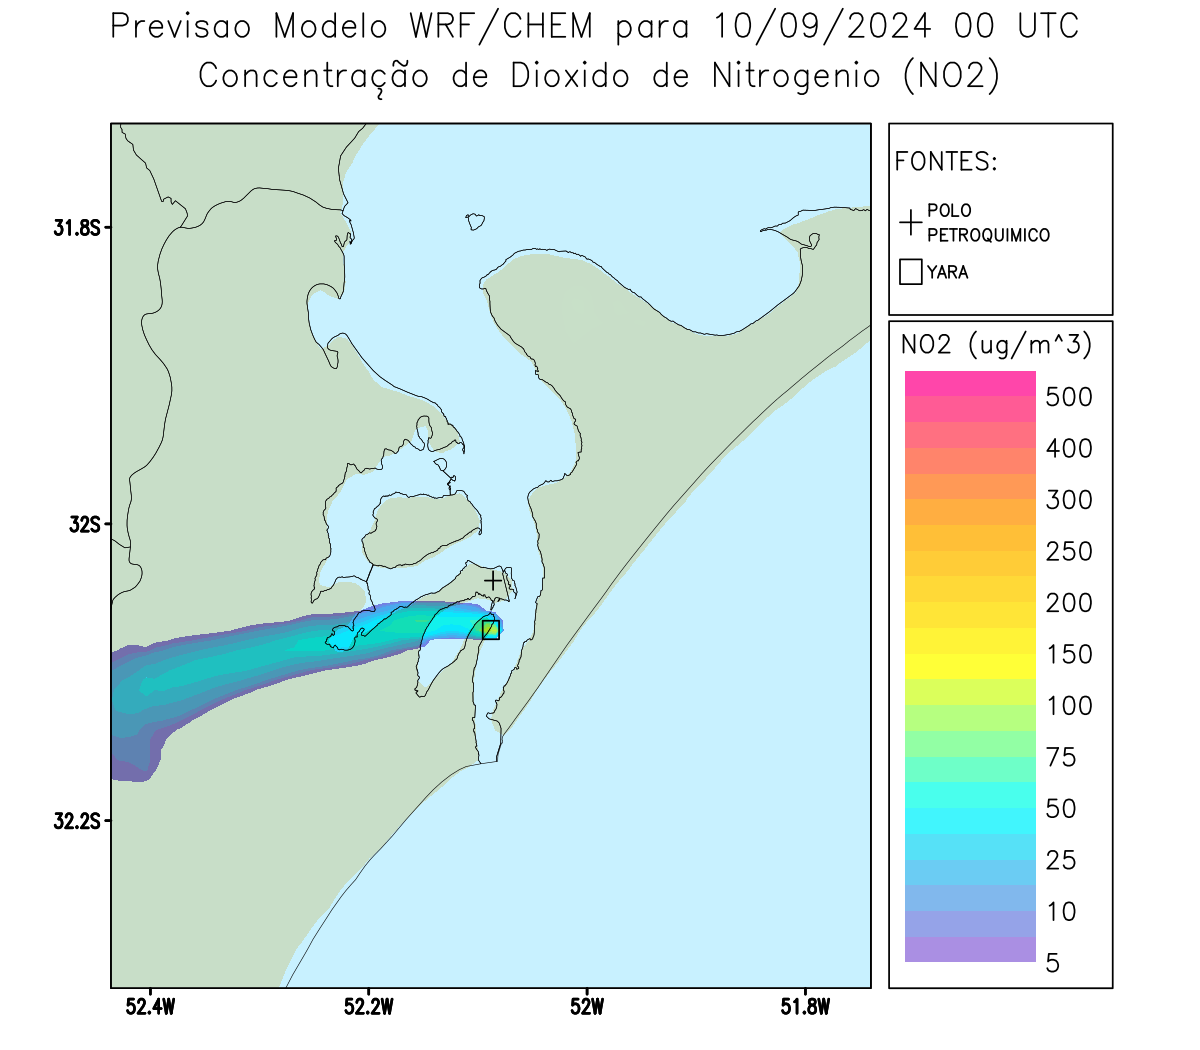 Previsao Modelo WRF/CHEM para 10/09/2024 00 UTC
Concentração de Dioxido de Nitrogenio (NO2)
FONTES:
POLO
PETROQUIMICO
YARA
NO2 (ug/m^3)
500
400
300
250
200
150
100
75
50
25
10
5
31.8S
32S
32.2S
52.4W
52.2W
52W
51.8W